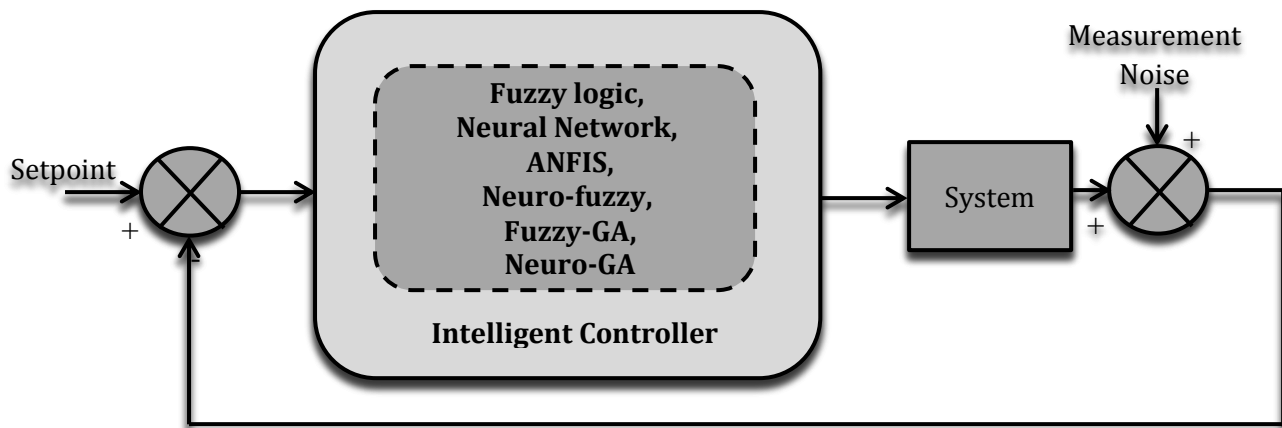 Measurement
Noise
Fuzzy logic,
Neural Network,
ANFIS,
Neuro-fuzzy,
Fuzzy-GA,
Neuro-GA
Intelligent Controller
Setpoint
+
-
System
+
+